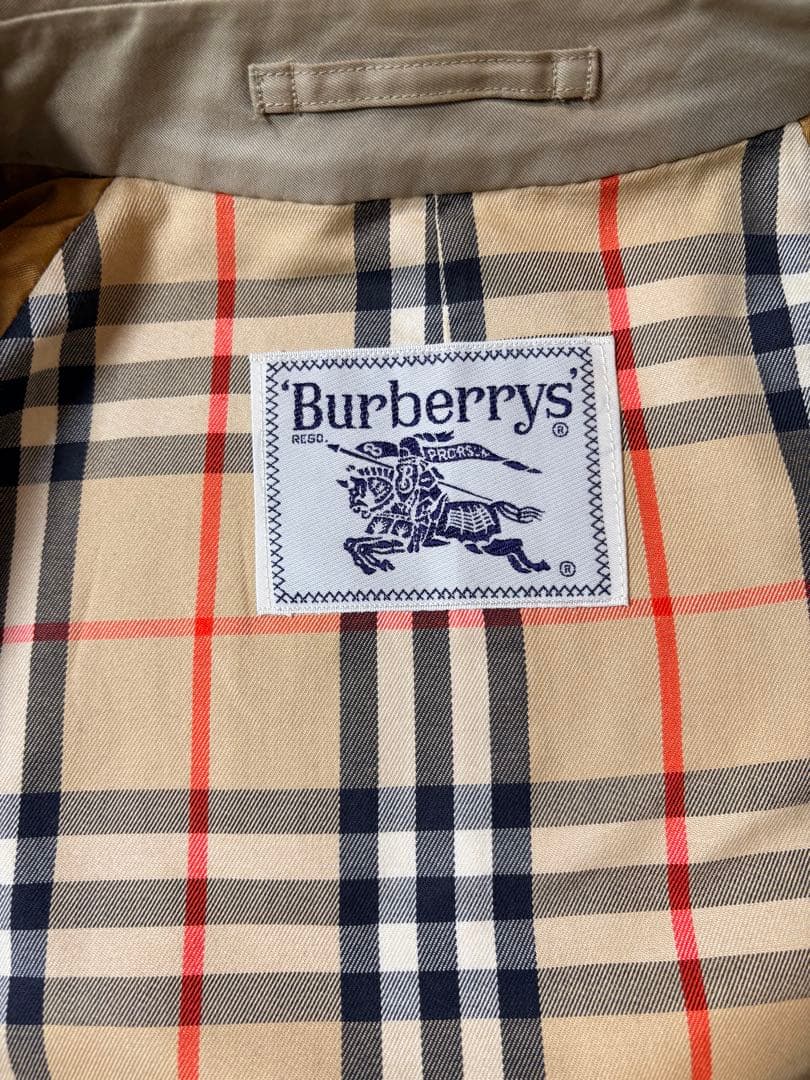 'Burberrys'
REGD.
®
PRORSUM
®